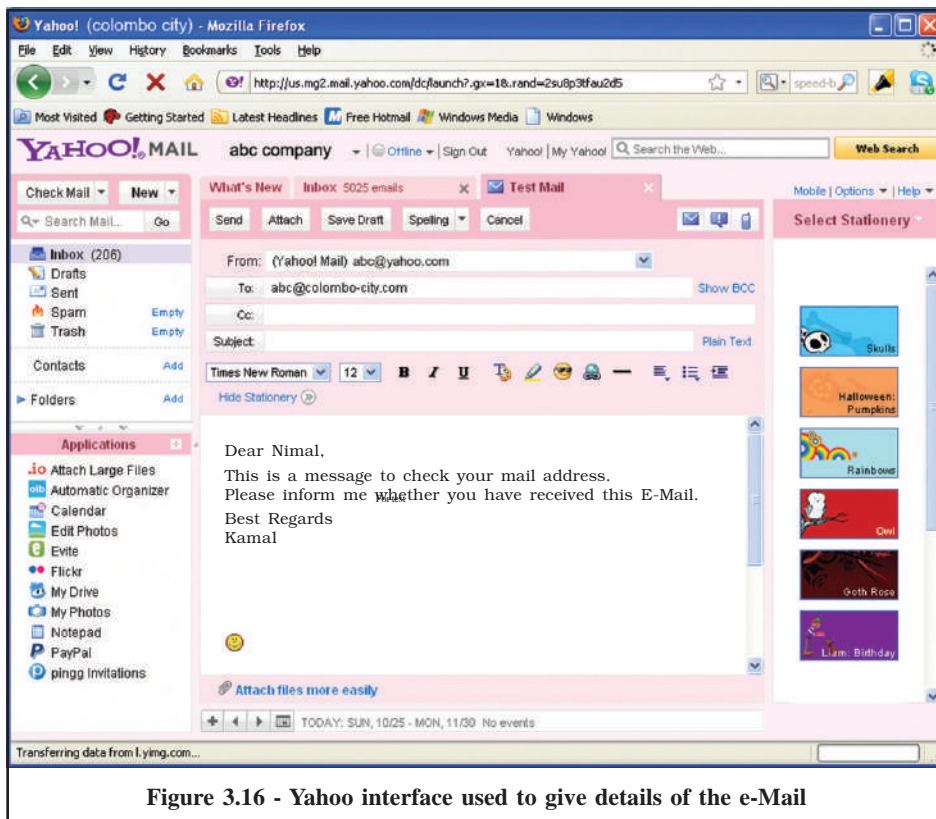 Yahoo! (colombo city) - Mozilla Firefox
File Edit View History Bookmarks Tools Help
http://us.mg2.mail.yahoo.com/dc/launch?.gx=1&.rand=2su8p3tfau2d5
speed-b
Most Visited Getting Started Latest Headlines Free Hotmail Windows Media Windows
YAHOO! MAIL abc company Offline Sign Out Yahoo! My Yahoo! Search the Web... Web Search
Check Mail New What's New Inbox 5025 emails Test Mail Mobile | Options | Help
Search Mail... Go Send Attach Save Draft Spelling Cancel Select Stationery
Inbox (206)
Drafts
Sent
Spam Empty
Trash Empty
Contacts Add
Folders Add
Applications
.io Attach Large Files
oib Automatic Organizer
Calendar
Edit Photos
Evite
Flickr
My Drive
My Photos
Notepad
PayPal
pingg Invitations
From: (Yahoo! Mail) abc@yahoo.com
To: abc@colombo-city.com Show BCC
Cc:
Subject: Plain Text
Times New Roman 12 B I U
Hide Stationery
Dear Nimal,
This is a message to check your mail address.
Please inform me whether you have received this E-Mail.
Best Regards
Kamal
Attach files more easily
TODAY: SUN, 10/25 - MON, 11/30 No events
Skulls
Halloween:
Pumpkins
Rainbows
Owl
Goth Rose
Liam: Birthday
Transferring data from l.yimg.com...
Figure 3.16 - Yahoo interface used to give details of the e-Mail